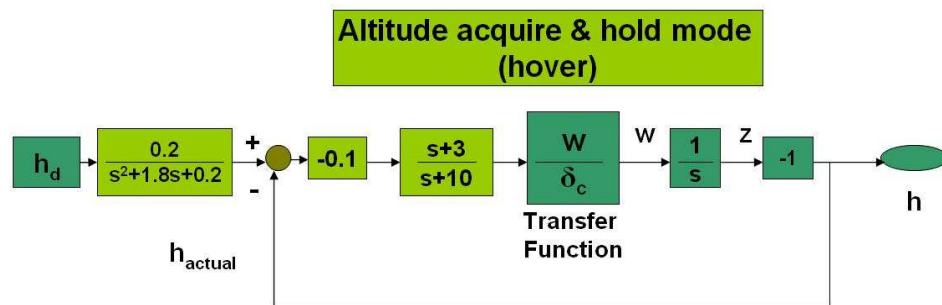 Altitude acquire & hold mode
(hover)
h_d
0.2
s²+1.8s+0.2
+
-
-0.1
s+3
s+10
w
δ_c
Transfer
Function
w
1
s
z
-1
h
h_actual